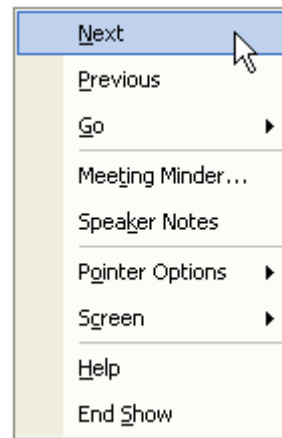 Next
Previous
Go
Meeting Minder...
Speaker Notes
Pointer Options
Screen
Help
End Show